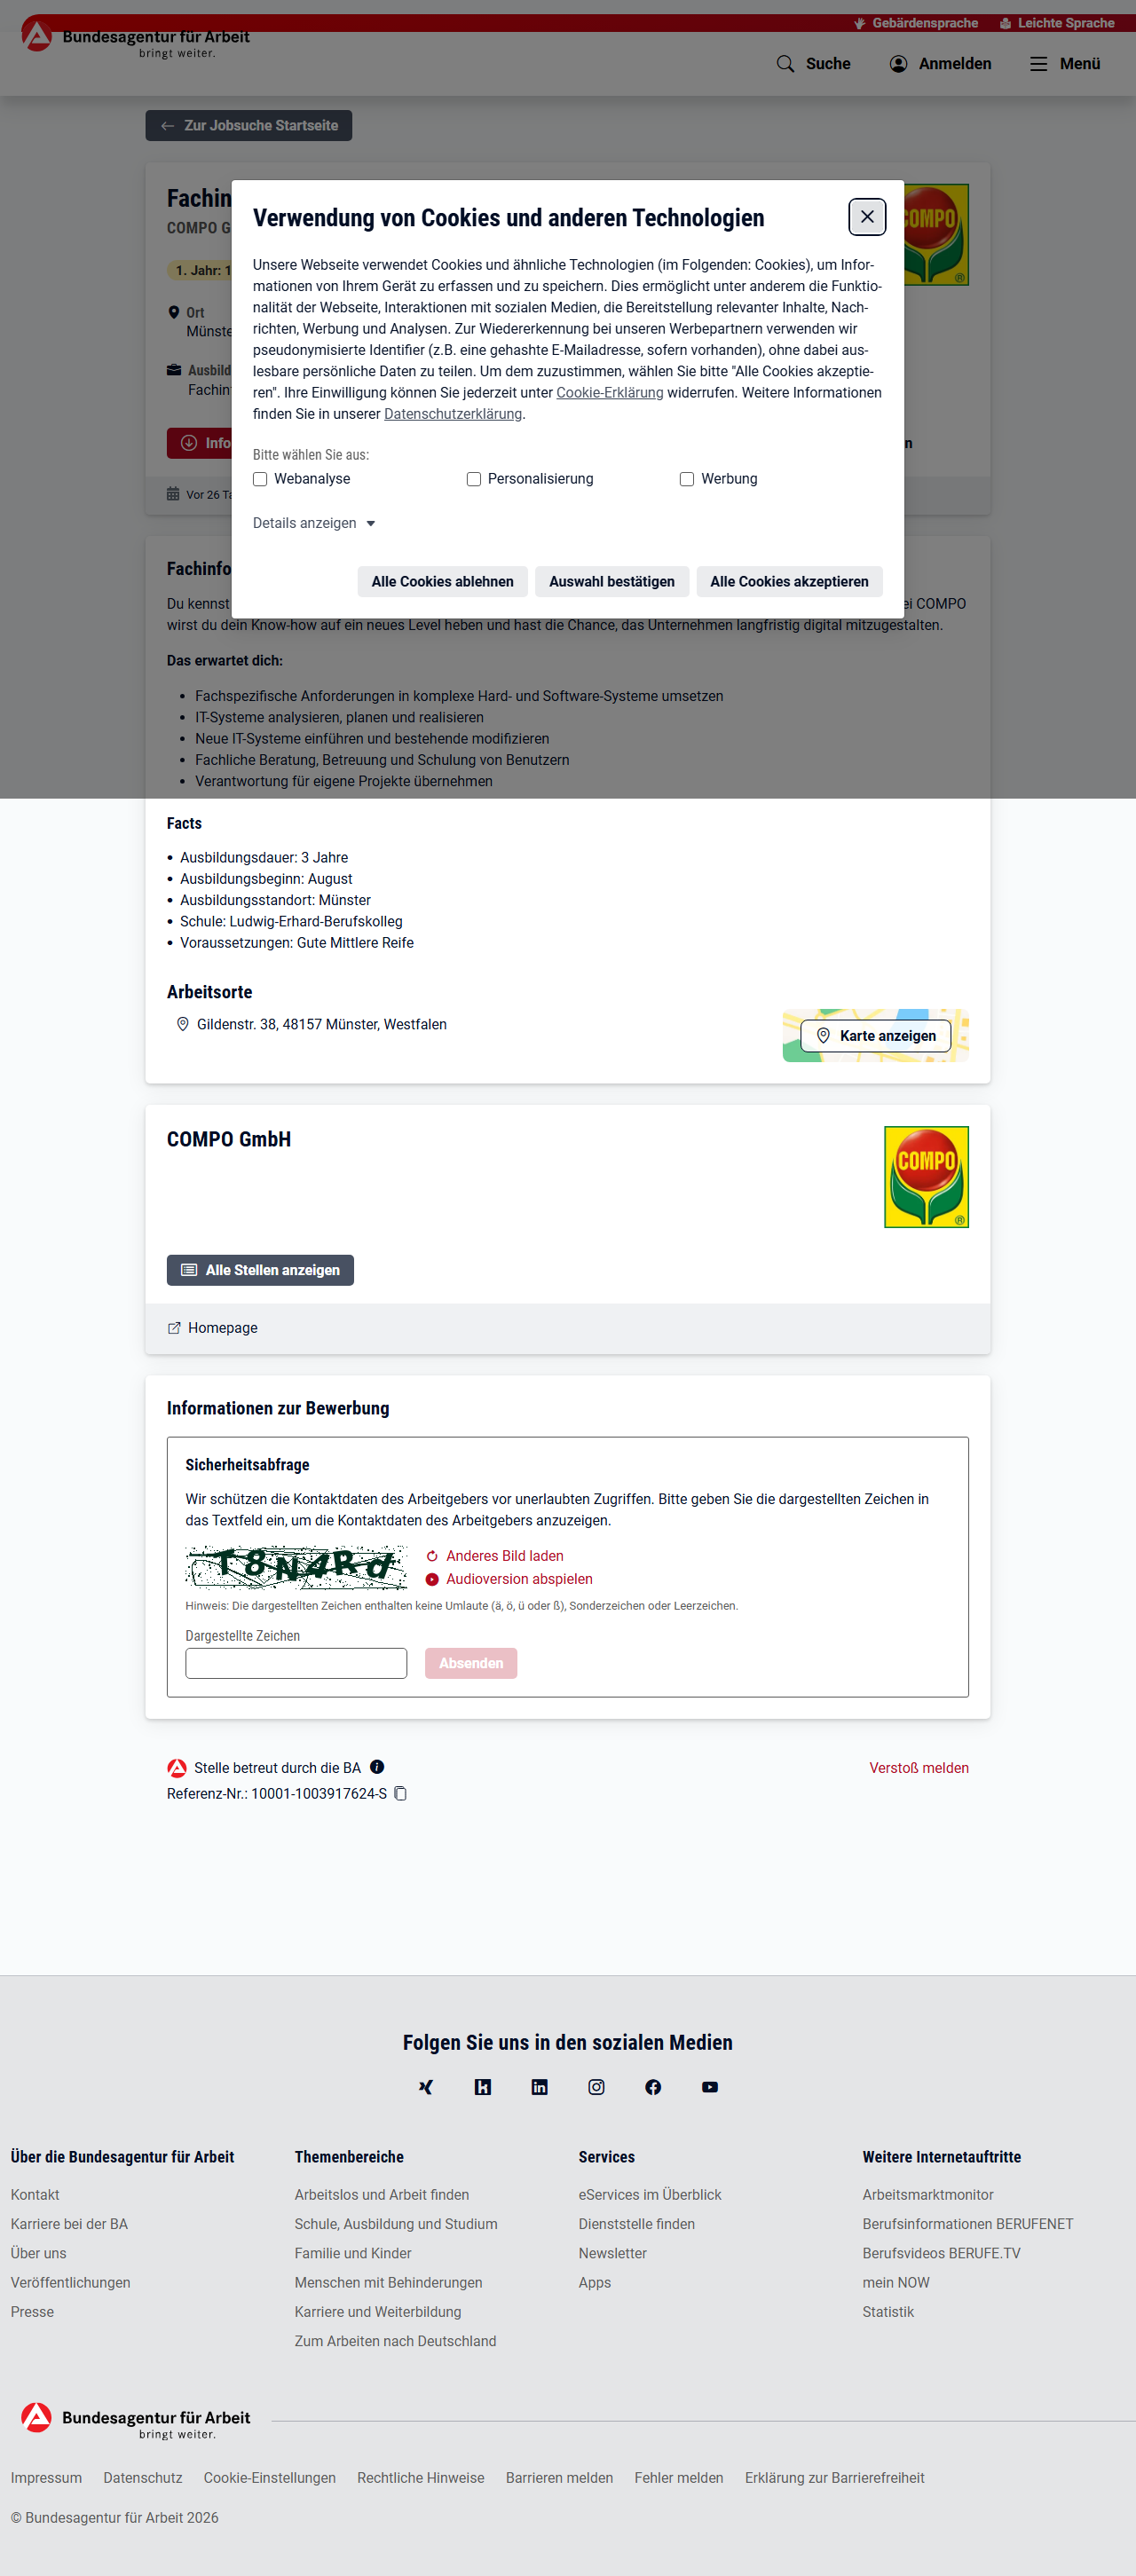 Gebärdensprache
Leichte Sprache
Bundesagentur für Arbeit
bringt weiter.
Suche
Anmelden
Menü
Zur Jobsuche Startseite
COMPO
1. Jahr: 1
Ort
Verwendung von Cookies und anderen Technologien
Unsere Webseite verwendet Cookies und ähnliche Technologien (im Folgenden: Cookies), um Infor-
mationen von Ihrem Gerät zu erfassen und zu speichern. Dies ermöglicht unter anderem die Funktio-
nalität der Webseite, Interaktionen mit sozialen Medien, die Bereitstellung relevanter Inhalte, Nach-
richten, Werbung und Analysen. Zur Wiedererkennung bei unseren Werbepartnern verwenden wir
pseudonymisierte Identifier (z.B. eine gehashte E-Mailadresse, sofern vorhanden), ohne dabei aus-
lesbare persönliche Daten zu teilen. Um dem zuzustimmen, wählen Sie bitte "Alle Cookies akzeptie-
ren". Ihre Einwilligung können Sie jederzeit unter Cookie-Erklärung widerrufen. Weitere Informationen
finden Sie in unserer Datenschutzerklärung.
Bitte wählen Sie aus:
Webanalyse
Personalisierung
Werbung
Details anzeigen
Alle Cookies ablehnen
Auswahl bestätigen
Alle Cookies akzeptieren
Vor 26
Du kennst
COMPO
wirst du dein Know-how auf ein neues Level heben und hast die Chance, das Unternehmen langfristig digital mitzugestalten.
Das erwartet dich:
• Fachspezifische Anforderungen in komplexe Hard- und Software-Systeme umsetzen
• IT-Systeme analysieren, planen und realisieren
• Neue IT-Systeme einführen und bestehende modifizieren
• Fachliche Beratung, Betreuung und Schulung von Benutzern
• Verantwortung für eigene Projekte übernehmen
Facts
• Ausbildungsdauer: 3 Jahre
• Ausbildungsbeginn: August
• Ausbildungsstandort: Münster
• Schule: Ludwig-Erhard-Berufskolleg
• Voraussetzungen: Gute Mittlere Reife
Arbeitsorte
Gildenstr. 38, 48157 Münster, Westfalen
Karte anzeigen
COMPO GmbH
COMPO
®
Alle Stellen anzeigen
Homepage
Informationen zur Bewerbung
Sicherheitsabfrage
Wir schützen die Kontaktdaten des Arbeitgebers vor unerlaubten Zugriffen. Bitte geben Sie die dargestellten Zeichen in
das Textfeld ein, um die Kontaktdaten des Arbeitgebers anzuzeigen.
T8N4Rd
Anderes Bild laden
Audioversion abspielen
Hinweis: Die dargestellten Zeichen enthalten keine Umlaute (ä, ö, ü oder ß), Sonderzeichen oder Leerzeichen.
Dargestellte Zeichen
Absenden
Stelle betreut durch die BA
Verstoß melden
Referenz-Nr.: 10001-1003917624-S
Folgen Sie uns in den sozialen Medien
Über die Bundesagentur für Arbeit
Kontakt
Karriere bei der BA
Über uns
Veröffentlichungen
Presse
Themenbereiche
Arbeitslos und Arbeit finden
Schule, Ausbildung und Studium
Familie und Kinder
Menschen mit Behinderungen
Karriere und Weiterbildung
Zum Arbeiten nach Deutschland
Services
eServices im Überblick
Dienststelle finden
Newsletter
Apps
Weitere Internetauftritte
Arbeitsmarktmonitor
Berufsinformationen BERUFENET
Berufsvideos BERUFE.TV
mein NOW
Statistik
Bundesagentur für Arbeit
bringt weiter.
Impressum
Datenschutz
Cookie-Einstellungen
Rechtliche Hinweise
Barrieren melden
Fehler melden
Erklärung zur Barrierefreiheit
© Bundesagentur für Arbeit 2026